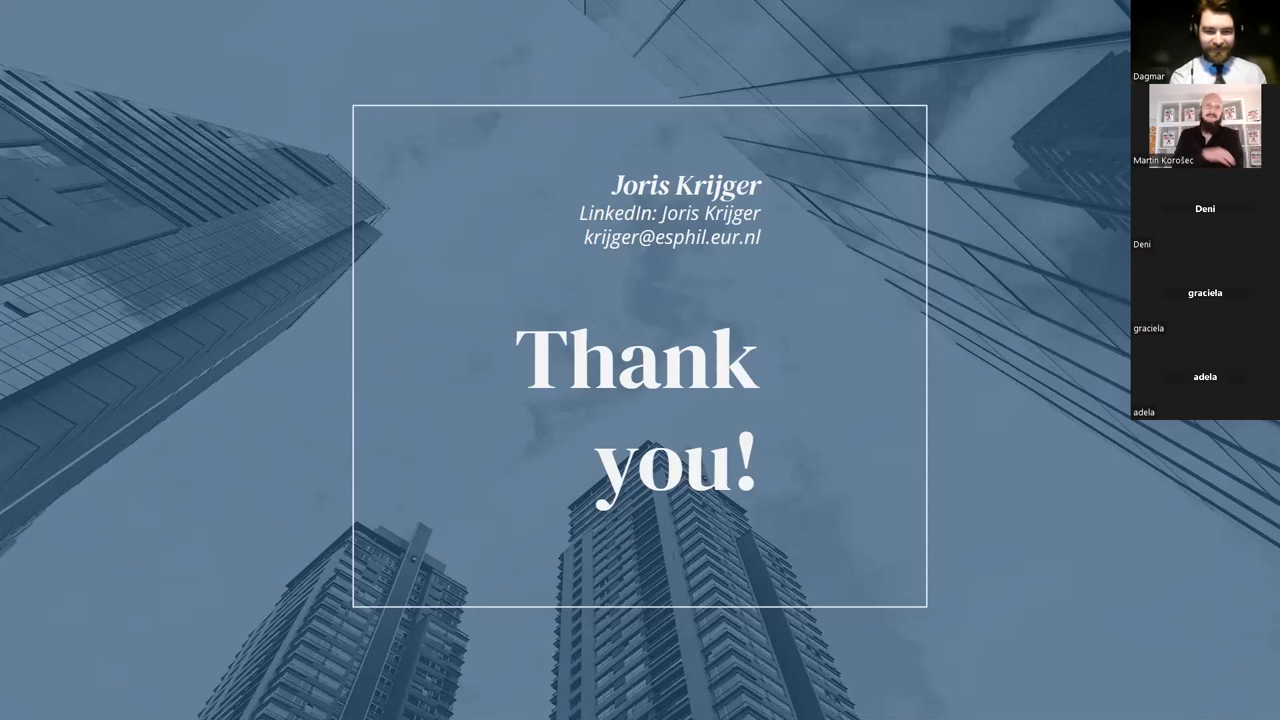 Joris Krijger
LinkedIn: Joris Krijger
krijger@esphil.eur.nl
Thank
you!
Dagmar
Martin Korošec
Deni
Deni
graciela
graciela
adela
adela